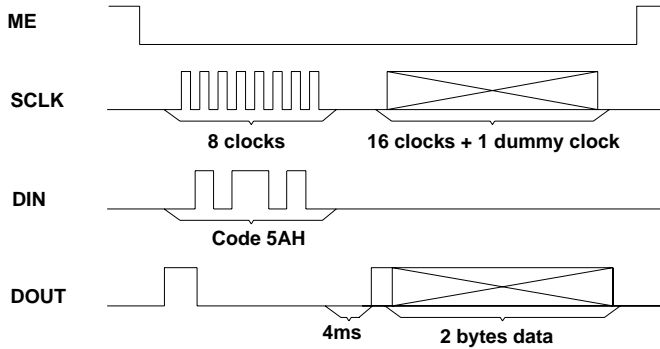 ME
SCLK
8 clocks
16 clocks + 1 dummy clock
DIN
Code 5AH
DOUT
4ms
2 bytes data